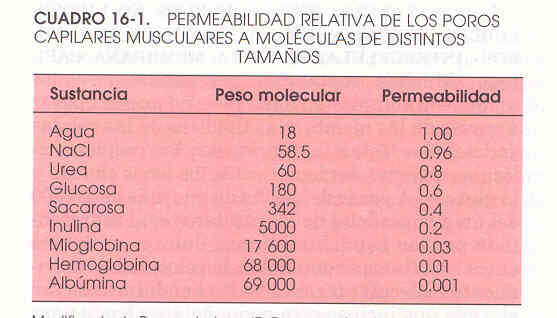 CUADRO 16-1. PERMEABILIDAD RELATIVA DE LOS POROS
CAPILARES MUSCULARES A MOLÉCULAS DE DISTINTOS
TAMAÑOS
Sustancia Peso molecular Permeabilidad
Agua 18 1.00
NaCl 58.5 0.96
Urea 60 0.8
Glucosa 180 0.6
Sacarosa 342 0.4
Inulina 5000 0.2
Mioglobina 17 600 0.03
Hemoglobina 68 000 0.01
Albúmina 69 000 0.001